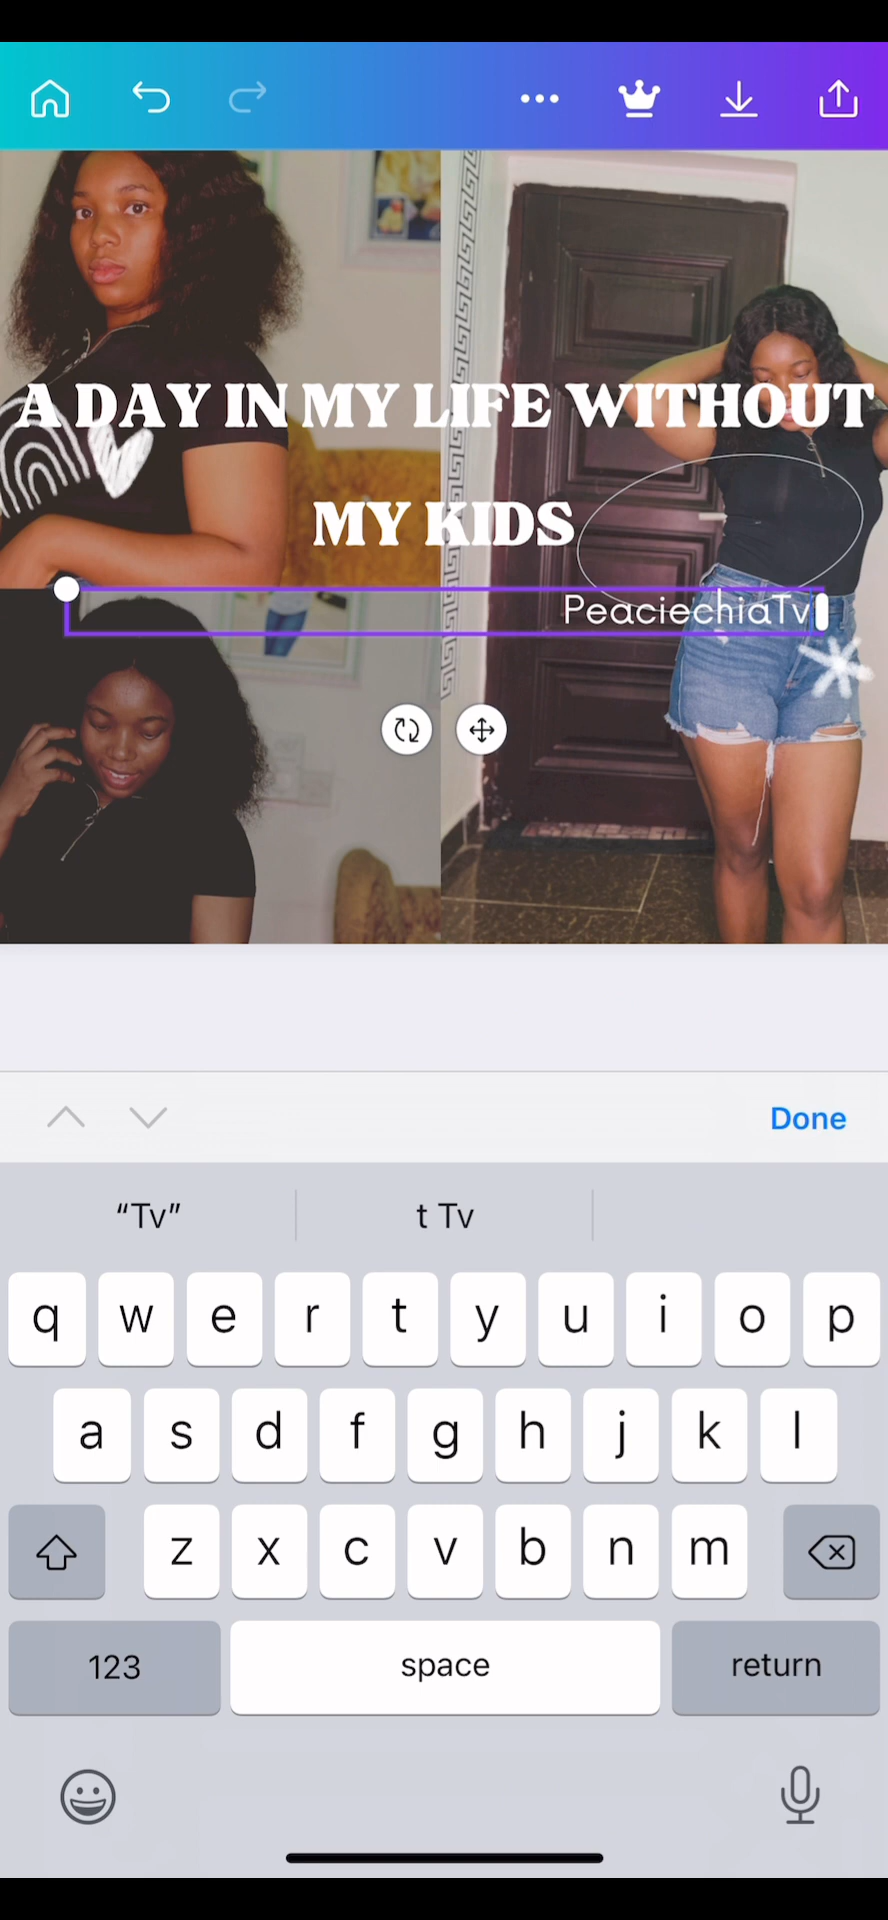 A DAY IN MY LIFE WITHOUT
MY KIDS
PeaciechiaTv
Done
“Tv”
t Tv
q w e r t y u i o p
a s d f g h j k l
z x c v b n m
123 space return